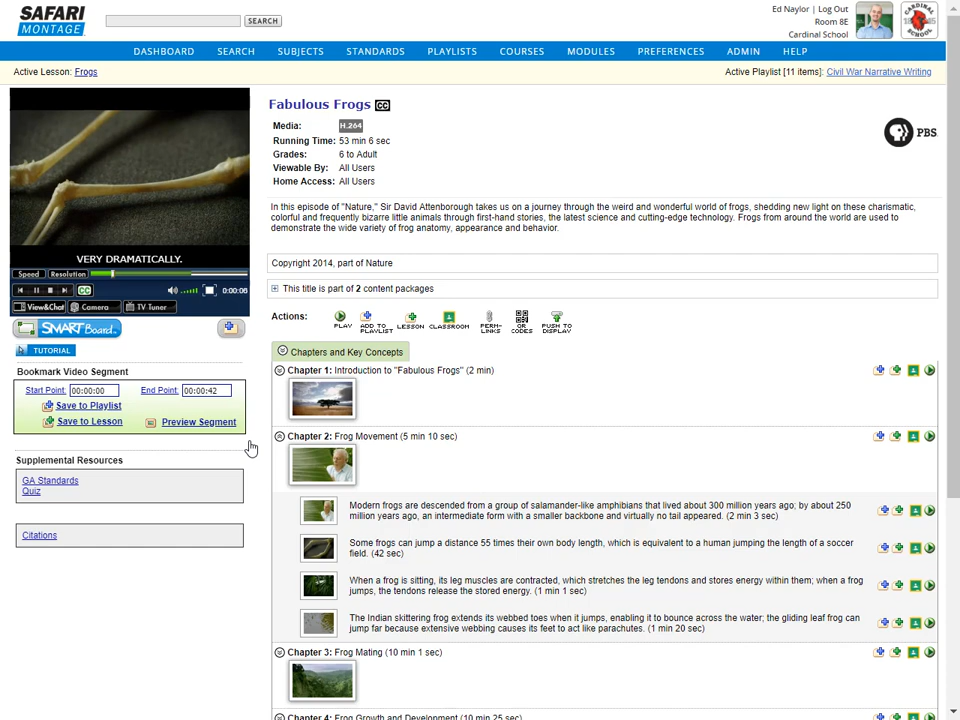 SAFARI
MONTAGE
SEARCH
Ed Naylor | Log Out
Room 8E
Cardinal School
CARDINAL
SCHOOL
DASHBOARD SEARCH SUBJECTS STANDARDS PLAYLISTS COURSES MODULES PREFERENCES ADMIN HELP
Active Lesson: Frogs
Active Playlist [11 items]: Civil War Narrative Writing
VERY DRAMATICALLY.
Speed Resolution
CC 0:00:06
View&Chat Camera TV Tuner
SMART Board
TUTORIAL
Bookmark Video Segment
Start Point: 00:00:00 End Point: 00:00:42
Save to Playlist
Save to Lesson Preview Segment
Supplemental Resources
GA Standards
Quiz
Citations
Fabulous Frogs CC
Media: H.264
Running Time: 53 min 6 sec
Grades: 6 to Adult
Viewable By: All Users
Home Access: All Users
PBS
In this episode of "Nature," Sir David Attenborough takes us on a journey through the weird and wonderful world of frogs, shedding new light on these charismatic,
colorful and frequently bizarre little animals through first-hand stories, the latest science and cutting-edge technology. Frogs from around the world are used to
demonstrate the wide variety of frog anatomy, appearance and behavior.
Copyright 2014, part of Nature
This title is part of 2 content packages
Actions:
PLAY
ADD TO
PLAYLIST
LESSON
CLASSROOM
PERM-
LINKS
QR
CODES
PUSH TO
DISPLAY
Chapters and Key Concepts
Chapter 1: Introduction to "Fabulous Frogs" (2 min)
Chapter 2: Frog Movement (5 min 10 sec)
Modern frogs are descended from a group of salamander-like amphibians that lived about 300 million years ago; by about 250
million years ago, an intermediate form with a smaller backbone and virtually no tail appeared. (2 min 3 sec)
Some frogs can jump a distance 55 times their own body length, which is equivalent to a human jumping the length of a soccer
field. (42 sec)
When a frog is sitting, its leg muscles are contracted, which stretches the leg tendons and stores energy within them; when a frog
jumps, the tendons release the stored energy. (1 min 1 sec)
The Indian skittering frog extends its webbed toes when it jumps, enabling it to bounce across the water; the gliding leaf frog can
jump far because extensive webbing causes its feet to act like parachutes. (1 min 20 sec)
Chapter 3: Frog Mating (10 min 1 sec)
Chapter 4: Frog Growth and Development (10 min 25 sec)